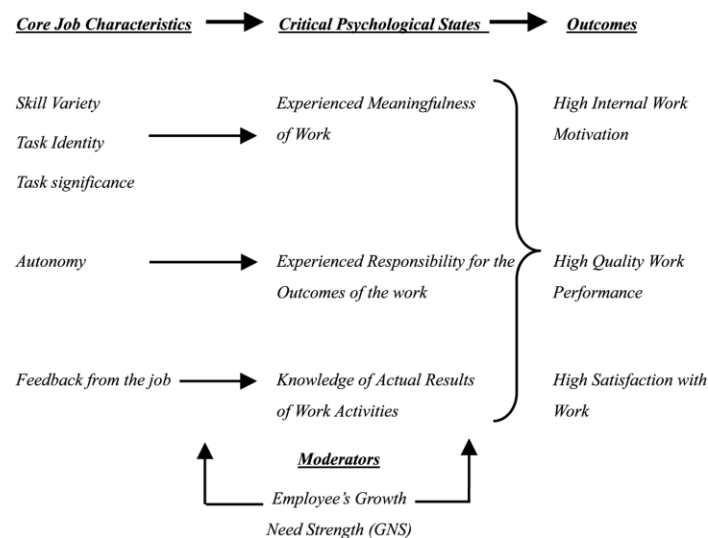 Core Job Characteristics
Critical Psychological States
Outcomes
Skill Variety
Task Identity
Task significance
Experienced Meaningfulness
of Work
High Internal Work
Motivation
Autonomy
Experienced Responsibility for the
Outcomes of the work
High Quality Work
Performance
Feedback from the job
Knowledge of Actual Results
of Work Activities
High Satisfaction with
Work
Moderators
Employee's Growth
Need Strength (GNS)